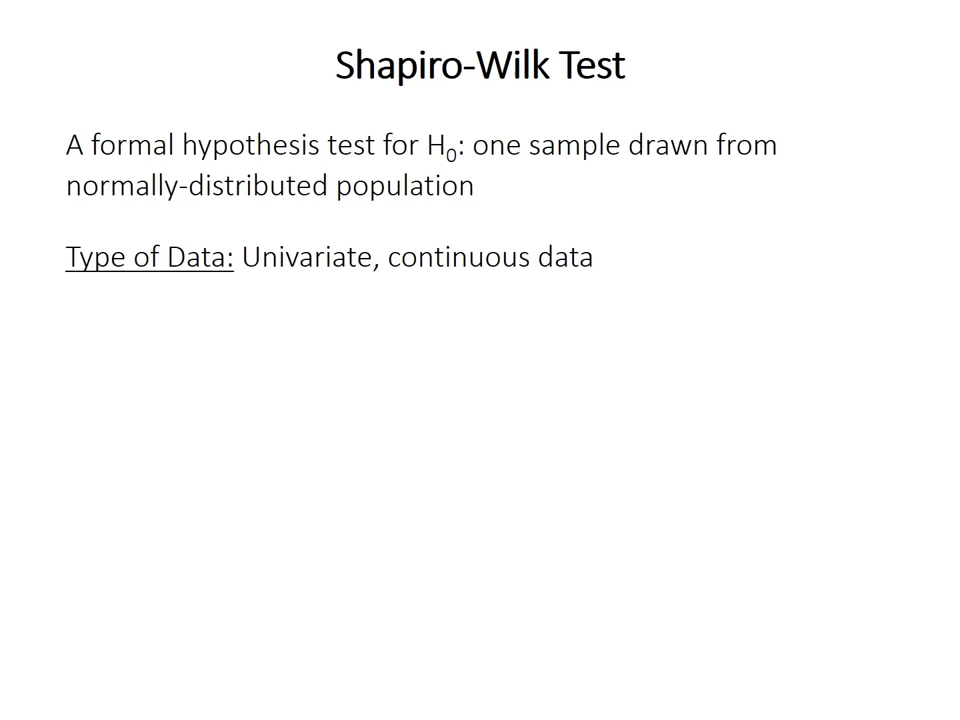 Shapiro-Wilk Test
A formal hypothesis test for H₀: one sample drawn from
normally-distributed population
Type of Data: Univariate, continuous data